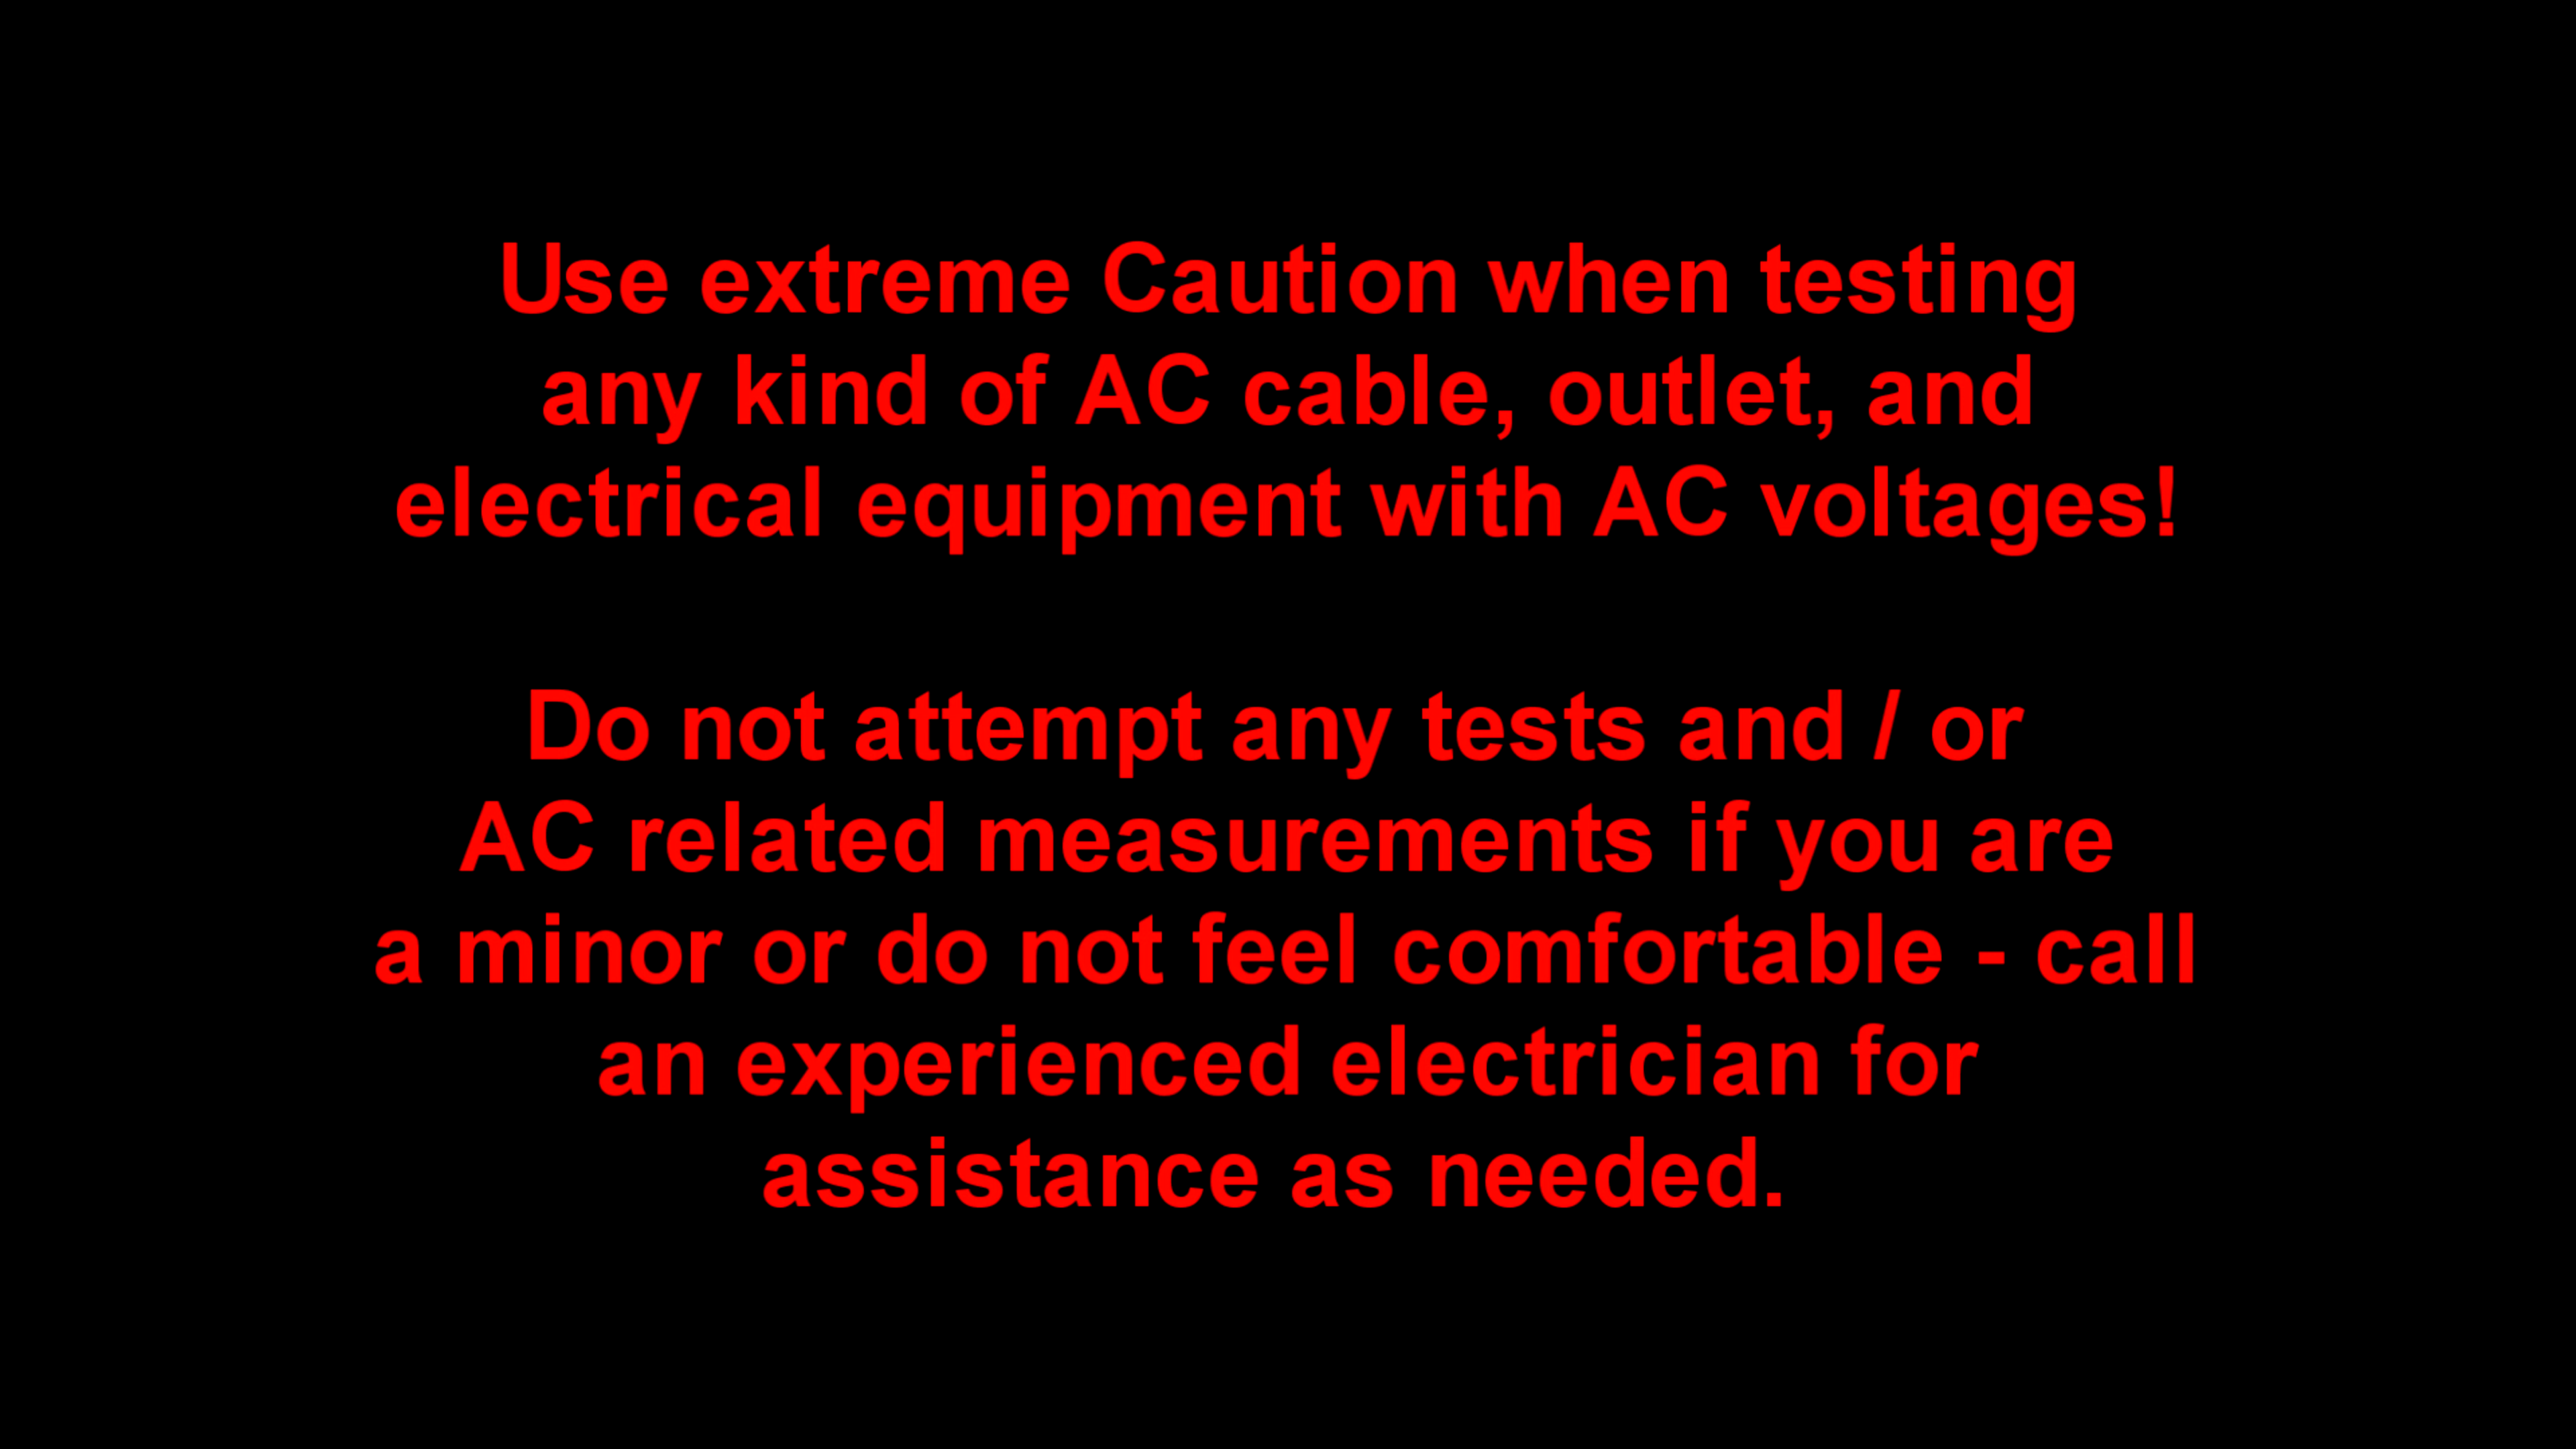 Use extreme Caution when testing
any kind of AC cable, outlet, and
electrical equipment with AC voltages!
Do not attempt any tests and / or
AC related measurements if you are
a minor or do not feel comfortable - call
an experienced electrician for
assistance as needed.